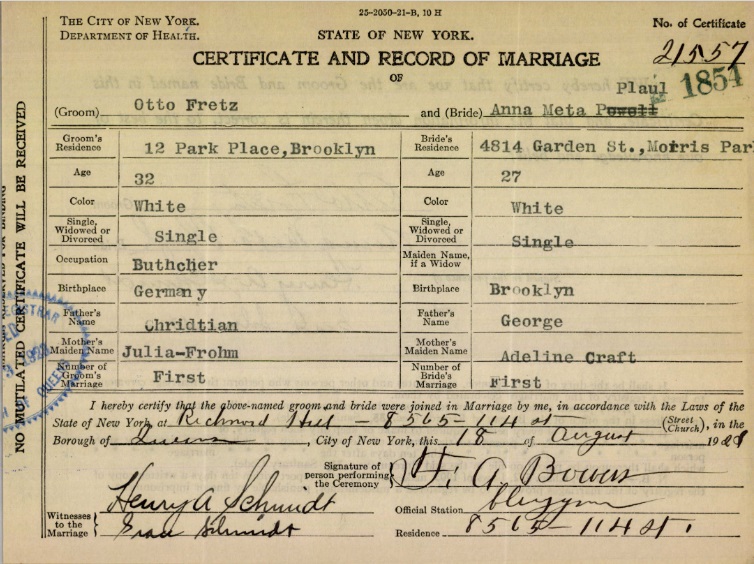 25-2050-21-B, 10 H
THE CITY OF NEW YORK.
DEPARTMENT OF HEALTH.
STATE OF NEW YORK.
No. of Certificate
21557
1854
CERTIFICATE AND RECORD OF MARRIAGE
OF
Plaul
(Groom) Otto Fretz and (Bride) Anna Meta Powell
Groom's Residence 12 Park Place,Brooklyn Bride's Residence 4814 Garden St.,Morris Par
Age 32 Age 27
Color White Color White
Single, Widowed or Divorced Single Single, Widowed or Divorced Single
Occupation Buthcher Maiden Name, if a Widow
Birthplace Germany Birthplace Brooklyn
Father's Name Chridtian Father's Name George
Mother's Maiden Name Julia-Frohm Mother's Maiden Name Adeline Craft
Number of Groom's Marriage First Number of Bride's Marriage First
I hereby certify that the above-named groom and bride were joined in Marriage by me, in accordance with the Laws of the
State of New York, at Richmond Hill - 8565-114 st (Street Church), in the
Borough of Queens, City of New York, this 18 of August 192
Signature of person performing the Ceremony F. A. Bowers
Henry A Schmidt
Witnesses to the Marriage Schmidt
Official Station Clergyman
Residence 8565-114 st.
NO MUTILATED CERTIFICATE WILL BE RECEIVED
QUEENS